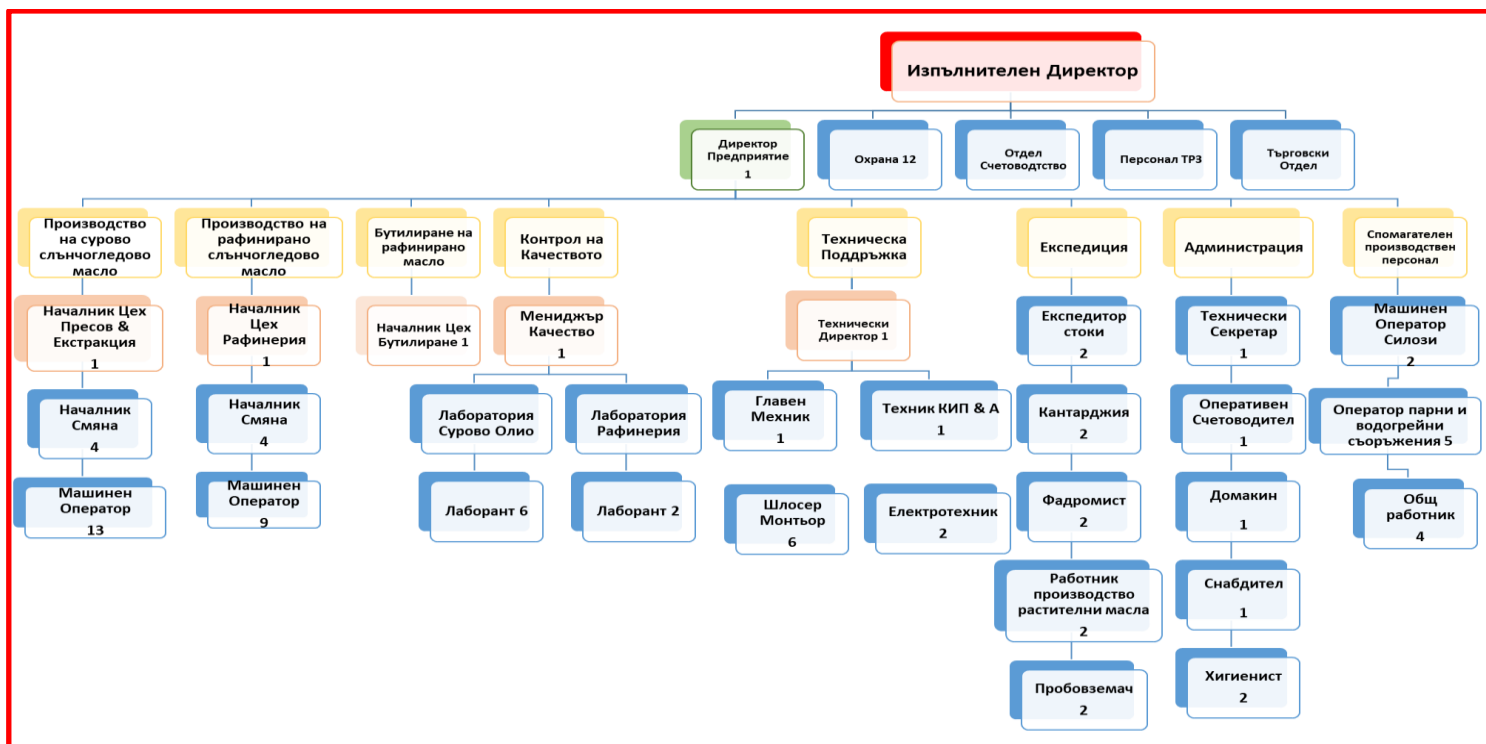 Изпълнителен Директор
Директор
Предприятие
1
Охрана 12
Отдел
Счетоводтство
Персонал ТРЗ
Търговски
Отдел
Производство
на сурово
слънчогледово
масло
Производство на
рафинирано
слънчогледово
масло
Бутилиране на
рафинирано
масло
Контрол на
Качеството
Техническа
Поддръжка
Експедиция
Администрация
Спомагателен
производствен
персонал
Началник Цех
Пресов &
Екстракция
1
Началник
Цех
Рафинерия
1
Началник Цех
Бутилиране 1
Мениджър
Качество
1
Технически
Директор 1
Експедитор
стоки
2
Технически
Секретар
1
Машинен
Оператор
Силози
2
Началник
Смяна
4
Началник
Смяна
4
Лаборатория
Сурово Олио
Лаборатория
Рафинерия
Главен
Мехник
1
Техник КИП & А
1
Кантарджия
2
Оперативен
Счетоводител
1
Оператор парни и
водогрейни
съоръжения 5
Машинен
Оператор
13
Машинен
Оператор
9
Лаборант 6
Лаборант 2
Шлосер
Монтьор
6
Електротехник
2
Фадромист
2
Домакин
1
Общ
работник
4
Работник
производство
растителни масла
2
Снабдител
1
Пробовземач
2
Хигиенист
2